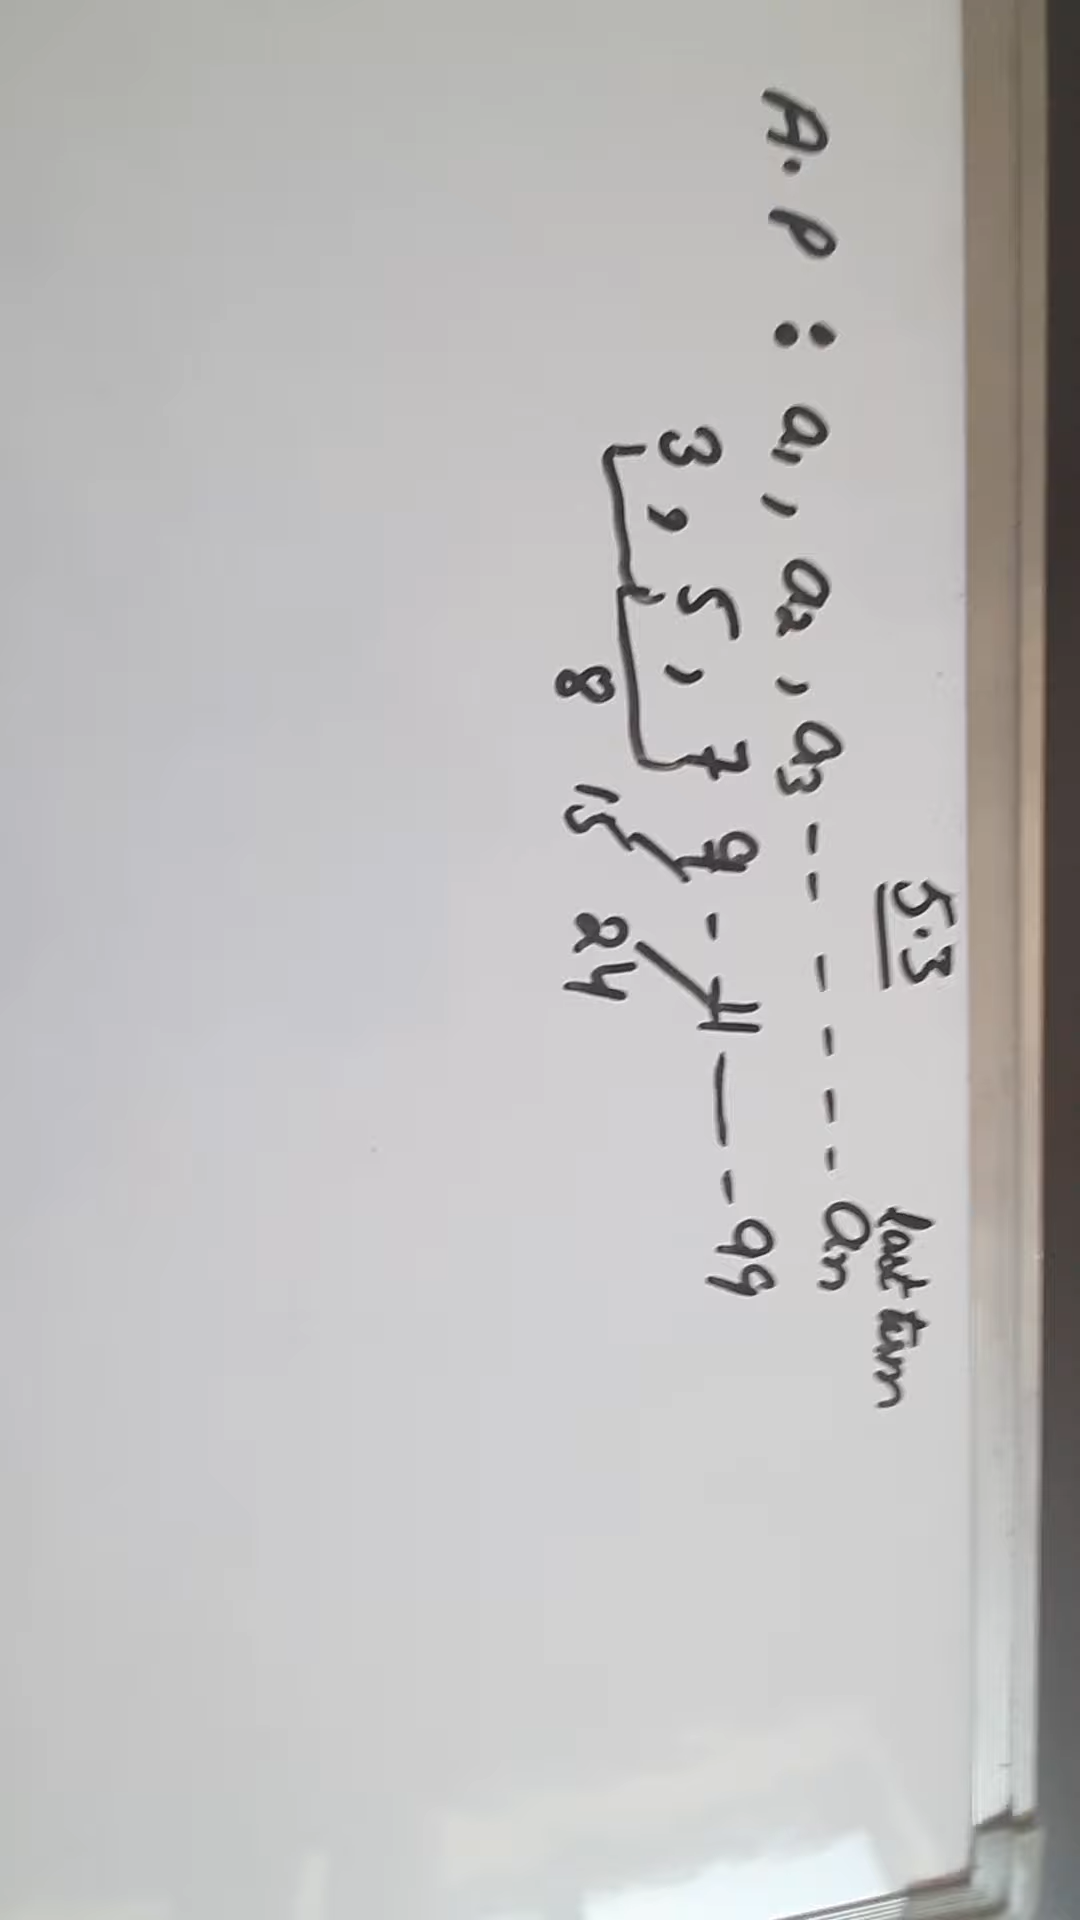 5.3
last term
A.P : a1, a2, a3 -- - - - - an
3, 5, 7 9 - 11 — - 99
8 15 24